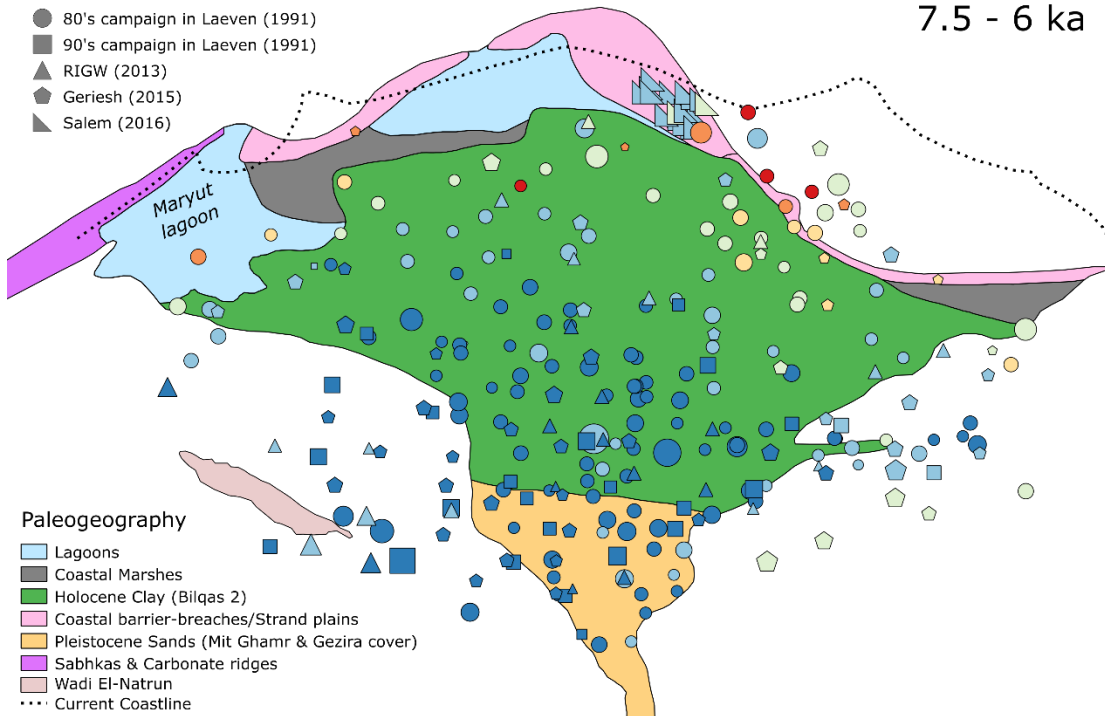 80's campaign in Laeven (1991)
90's campaign in Laeven (1991)
RIGW (2013)
Geriesh (2015)
Salem (2016)
7.5 - 6 ka
Maryut
lagoon
Paleogeography
Lagoons
Coastal Marshes
Holocene Clay (Bilqas 2)
Coastal barrier-breaches/Strand plains
Pleistocene Sands (Mit Ghamr & Gezira cover)
Sabhkas & Carbonate ridges
Wadi El-Natrun
Current Coastline